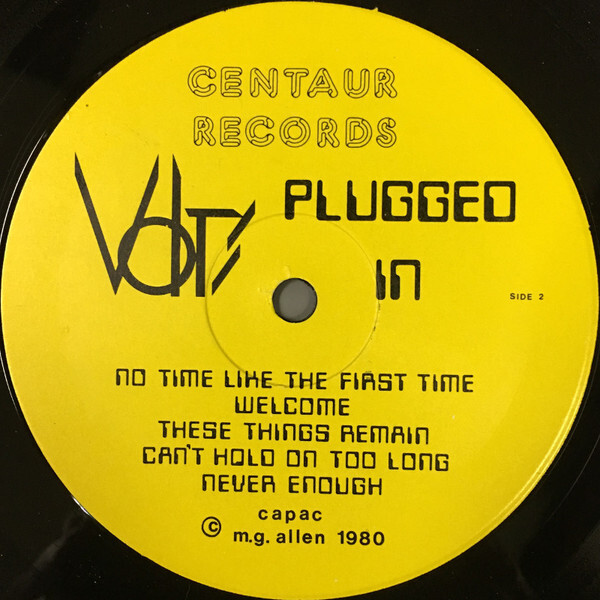 CENTAUR
RECORDS
Volts PLUGGED
IN
SIDE 2
NO TIME LIKE THE FIRST TIME
WELCOME
THESE THINGS REMAIN
CAN'T HOLD ON TOO LONG
NEVER ENOUGH
capac
© m.g. allen 1980